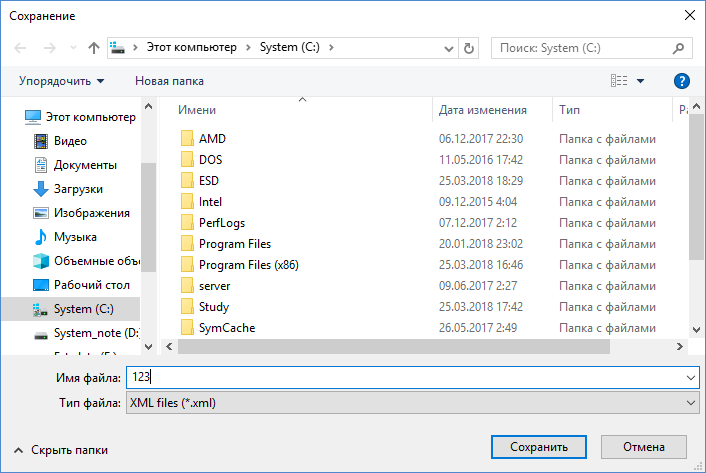 Сохранение
Этот компьютер > System (C:) >
Поиск: System (C:)
Упорядочить
Новая папка
?
Этот компьютер
Видео
Документы
Загрузки
Изображения
Музыка
Объемные объ
Рабочий стол
System (C:)
System_note (D:
Имени Дата изменения Тип Ра
AMD 06.12.2017 22:30 Папка с файлами
DOS 11.05.2016 17:42 Папка с файлами
ESD 25.03.2018 18:29 Папка с файлами
Intel 09.12.2015 4:04 Папка с файлами
PerfLogs 07.12.2017 2:12 Папка с файлами
Program Files 20.01.2018 23:02 Папка с файлами
Program Files (x86) 25.03.2018 16:46 Папка с файлами
server 09.06.2017 2:27 Папка с файлами
Study 25.03.2018 17:42 Папка с файлами
SymCache 26.05.2017 2:49 Папка с файлами
Имя файла: 123
Тип файла: XML files (*.xml)
Скрыть папки
Сохранить
Отмена